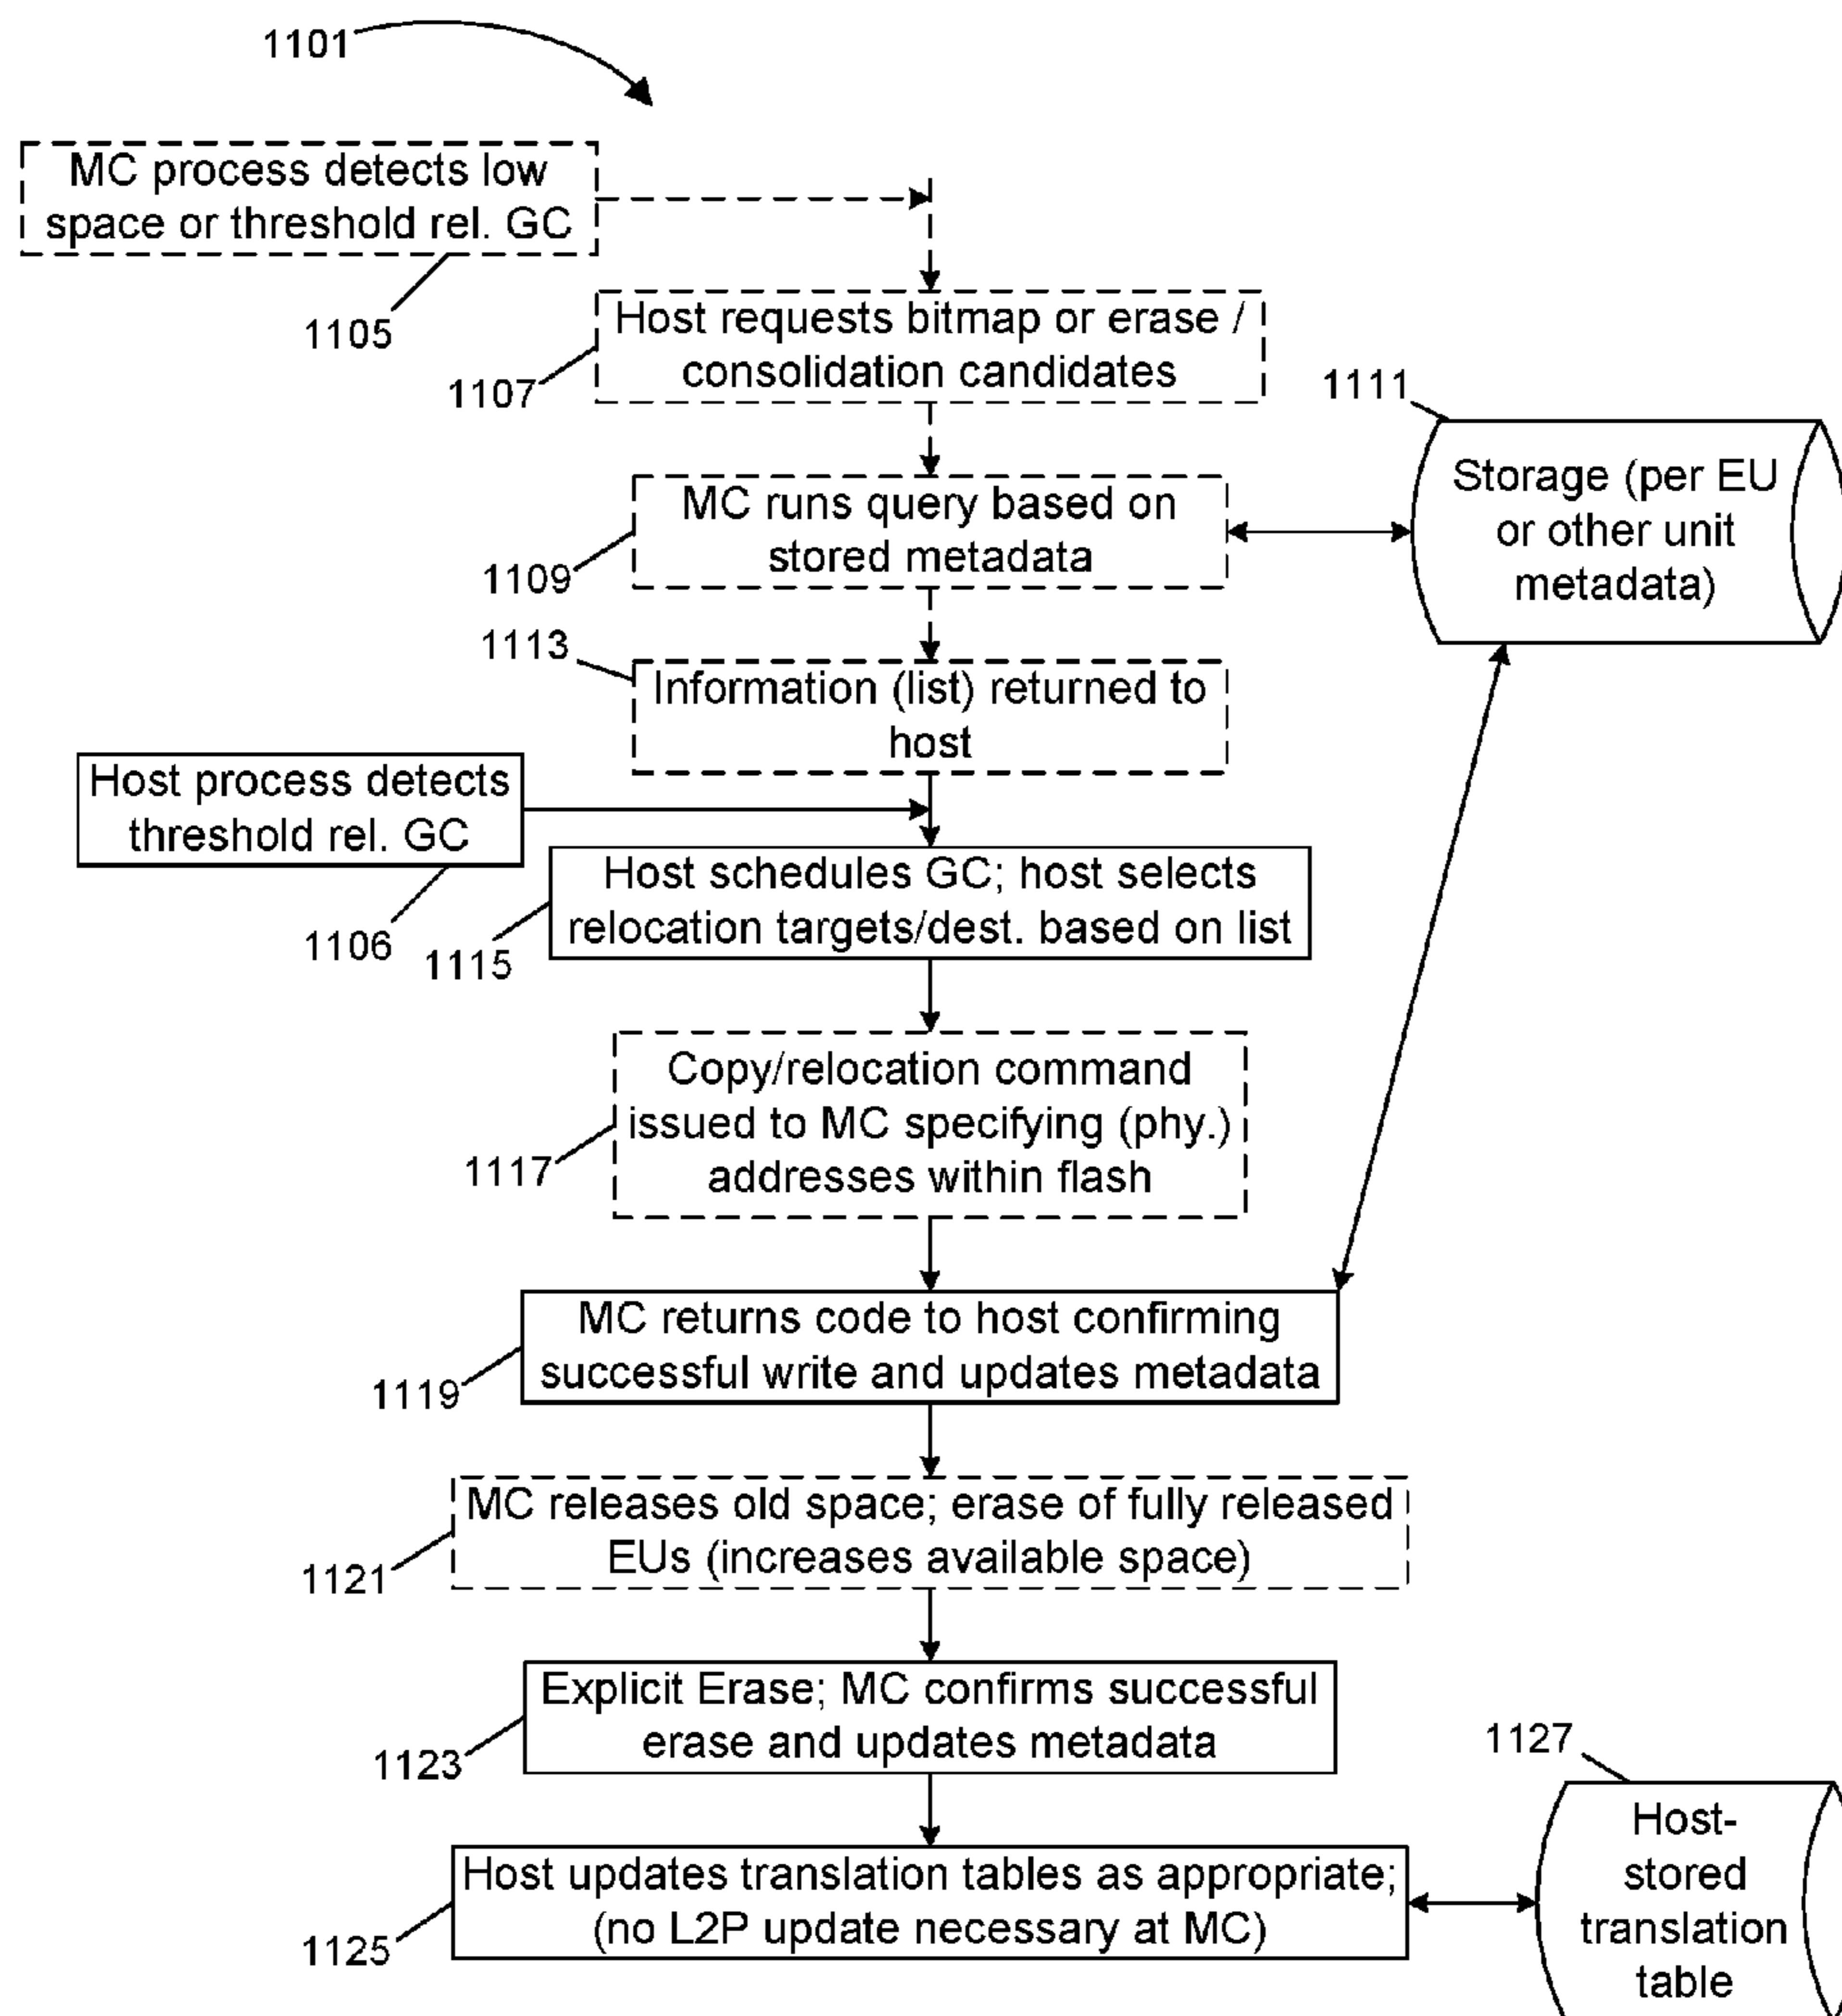 1101
MC process detects low
space or threshold rel. GC
1105
Host requests bitmap or erase /
consolidation candidates
1107
1111
Storage (per EU
or other unit
metadata)
MC runs query based on
stored metadata
1109
1113
Information (list) returned to
host
Host process detects
threshold rel. GC
1106
Host schedules GC; host selects
relocation targets/dest. based on list
1115
Copy/relocation command
issued to MC specifying (phy.)
addresses within flash
1117
MC returns code to host confirming
successful write and updates metadata
1119
MC releases old space; erase of fully released
EUs (increases available space)
1121
Explicit Erase; MC confirms successful
erase and updates metadata
1123
1127
Host-
stored
translation
table
Host updates translation tables as appropriate;
(no L2P update necessary at MC)
1125